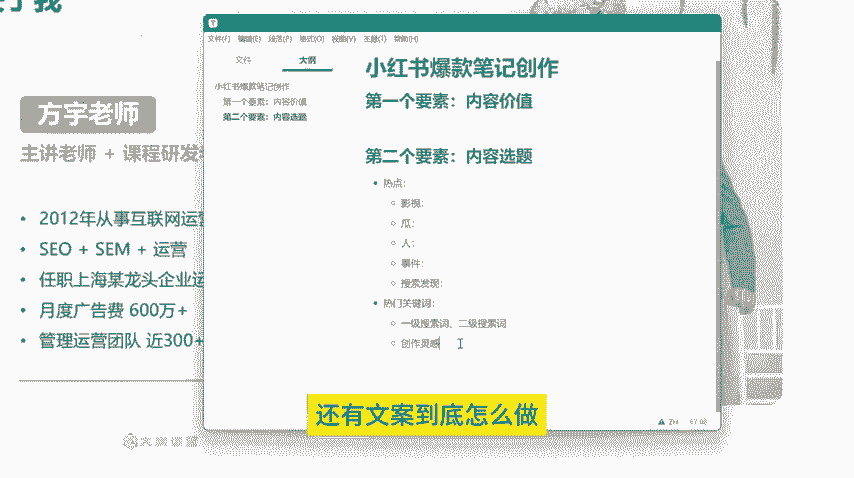 方宇老师
主讲老师 + 课程研发
2012年从事互联网运营
SEO + SEM + 运营
任职上海某龙头企业运
月度广告费 600万+
管理运营团队 近300+
T
文件(F) 编辑(E) 段落(P) 格式(O) 视图(V) 主题(T) 帮助(H)
文件 大纲
小红书爆款笔记创作
第一个要素：内容价值
第二个要素：内容选题
小红书爆款笔记创作
第一个要素：内容价值
第二个要素：内容选题
热点：
影视：
瓜：
人：
事件：
搜索发现：
热门关键词：
一级搜索词、二级搜索词
创作灵感
还有文案到底怎么做